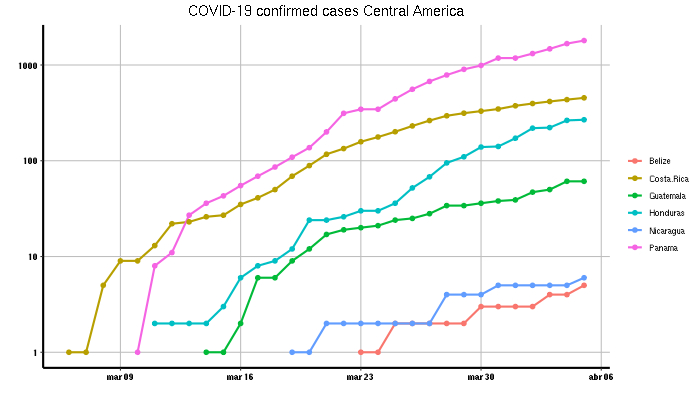 COVID-19 confirmed cases Central America
1000
100
10
1
mar 09 mar 16 mar 23 mar 30 abr 06
Belize
Costa.Rica
Guatemala
Honduras
Nicaragua
Panama